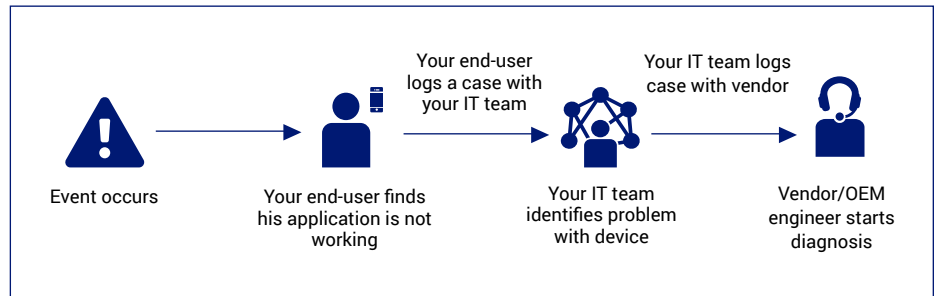 Your end-user
logs a case with
your IT team
Your IT team logs
case with vendor
Event occurs
Your end-user finds
his application is not
working
Your IT team
identifies problem
with device
Vendor/OEM
engineer starts
diagnosis